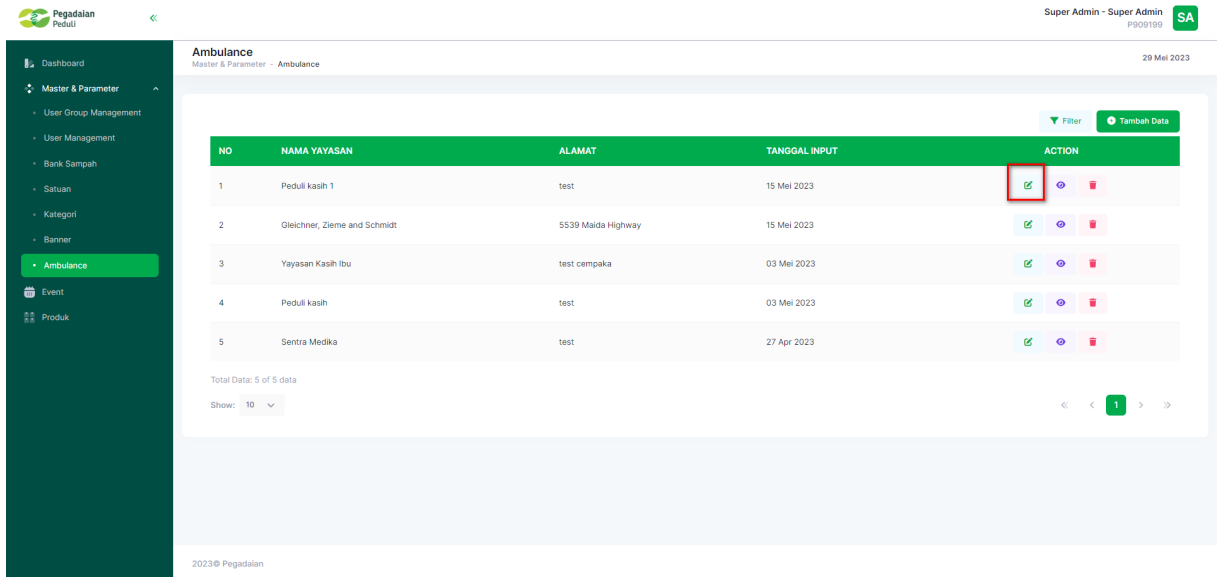 Pegadaian
Peduli
Super Admin - Super Admin
P909199
SA
Dashboard
Master & Parameter
User Group Management
User Management
Bank Sampah
Satuan
Kategori
Banner
Ambulance
Event
Produk
Ambulance
Master & Parameter - Ambulance
29 Mei 2023
Filter
Tambah Data
NO NAMA YAYASAN ALAMAT TANGGAL INPUT ACTION
1 Peduli kasih 1 test 15 Mei 2023
2 Gleichner, Zieme and Schmidt 5539 Maida Highway 15 Mei 2023
3 Yayasan Kasih Ibu test cempaka 03 Mei 2023
4 Peduli kasih test 03 Mei 2023
5 Sentra Medika test 27 Apr 2023
Total Data: 5 of 5 data
Show: 10
1
2023© Pegadaian